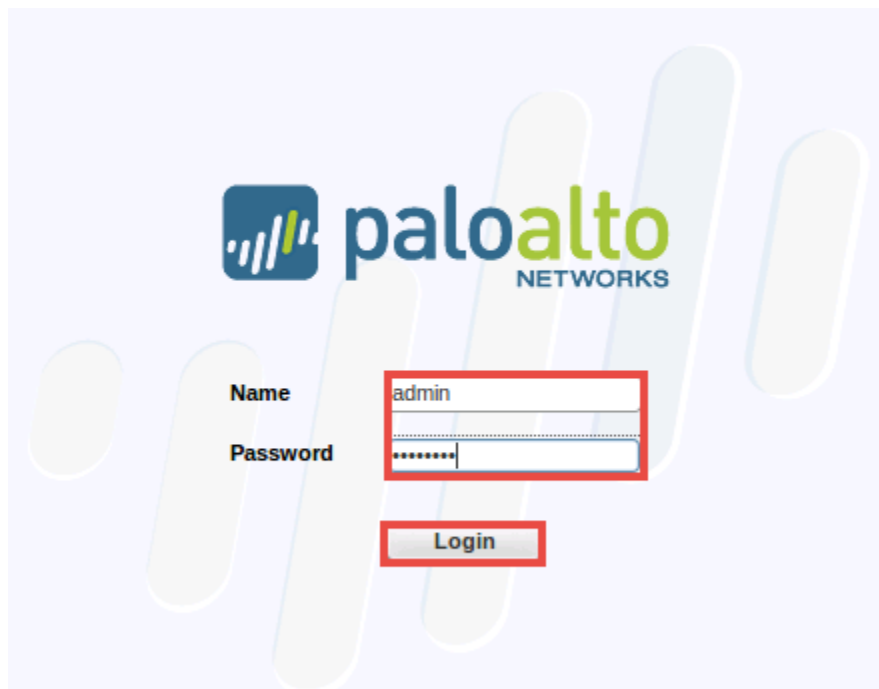 paloalto
NETWORKS
Name admin
Password ••••••••
Login